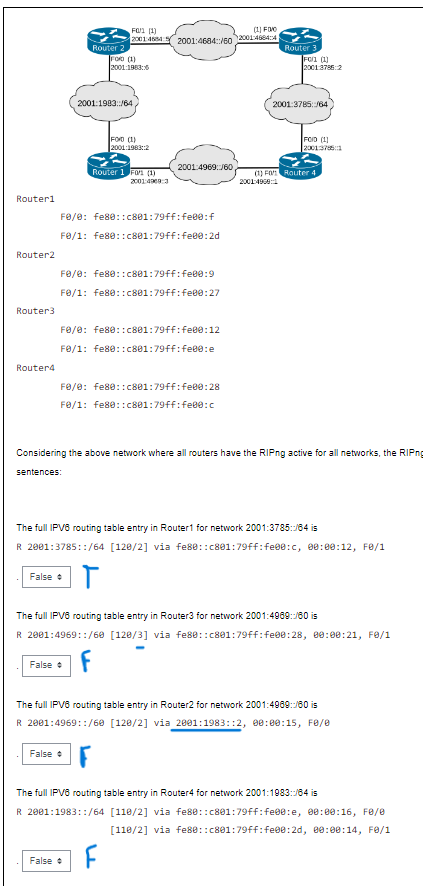 F0/1 (1)
2001:4684::5
2001:4684::/60
(1) F0/0
2001:4684::4
Router 2
Router 3
F0/0 (1)
2001:1983::6
F0/1 (1)
2001:3785::2
2001:1983::/64
2001:3785::/64
F0/0 (1)
2001:1983::2
F0/0 (1)
2001:3785::1
Router 1
F0/1 (1)
2001:4969::3
2001:4969::/60
(1) F0/1
2001:4969::1
Router 4
Router1
F0/0: fe80::c801:79ff:fe00:f
F0/1: fe80::c801:79ff:fe00:2d
Router2
F0/0: fe80::c801:79ff:fe00:9
F0/1: fe80::c801:79ff:fe00:27
Router3
F0/0: fe80::c801:79ff:fe00:12
F0/1: fe80::c801:79ff:fe00:e
Router4
F0/0: fe80::c801:79ff:fe00:28
F0/1: fe80::c801:79ff:fe00:c
Considering the above network where all routers have the RIPng active for all networks, the RIPng
sentences:
The full IPV6 routing table entry in Router1 for network 2001:3785::/64 is
R 2001:3785::/64 [120/2] via fe80::c801:79ff:fe00:c, 00:00:12, F0/1
. False T
The full IPV6 routing table entry in Router3 for network 2001:4969::/60 is
R 2001:4969::/60 [120/3] via fe80::c801:79ff:fe00:28, 00:00:21, F0/1
. False F
The full IPV6 routing table entry in Router2 for network 2001:4969::/60 is
R 2001:4969::/60 [120/2] via 2001:1983::2, 00:00:15, F0/0
. False F
The full IPV6 routing table entry in Router4 for network 2001:1983::/64 is
R 2001:1983::/64 [110/2] via fe80::c801:79ff:fe00:e, 00:00:16, F0/0
[110/2] via fe80::c801:79ff:fe00:2d, 00:00:14, F0/1
. False F